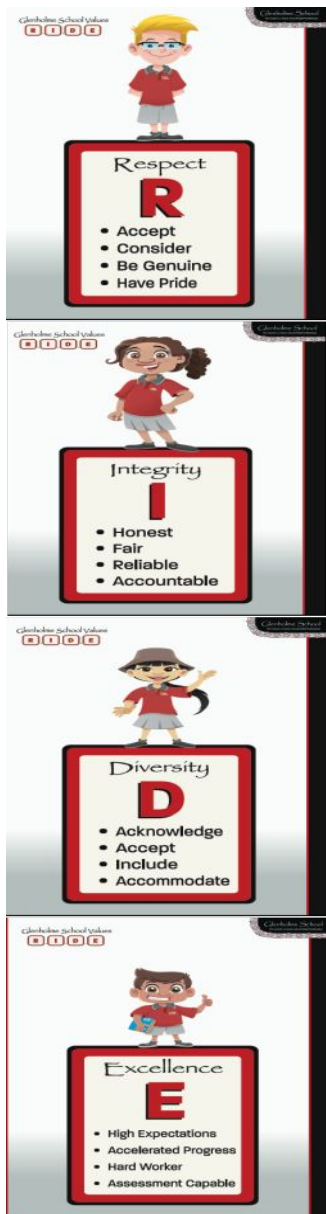 Glenholme School Values
Glenholme School
R I D E
Respect
R
• Accept
• Consider
• Be Genuine
• Have Pride
Glenholme School Values
Glenholme School
R I D E
Integrity
I
• Honest
• Fair
• Reliable
• Accountable
Glenholme School Values
Glenholme School
R I D E
Diversity
D
• Acknowledge
• Accept
• Include
• Accommodate
Glenholme School Values
Glenholme School
R I D E
Excellence
E
• High Expectations
• Accelerated Progress
• Hard Worker
• Assessment Capable